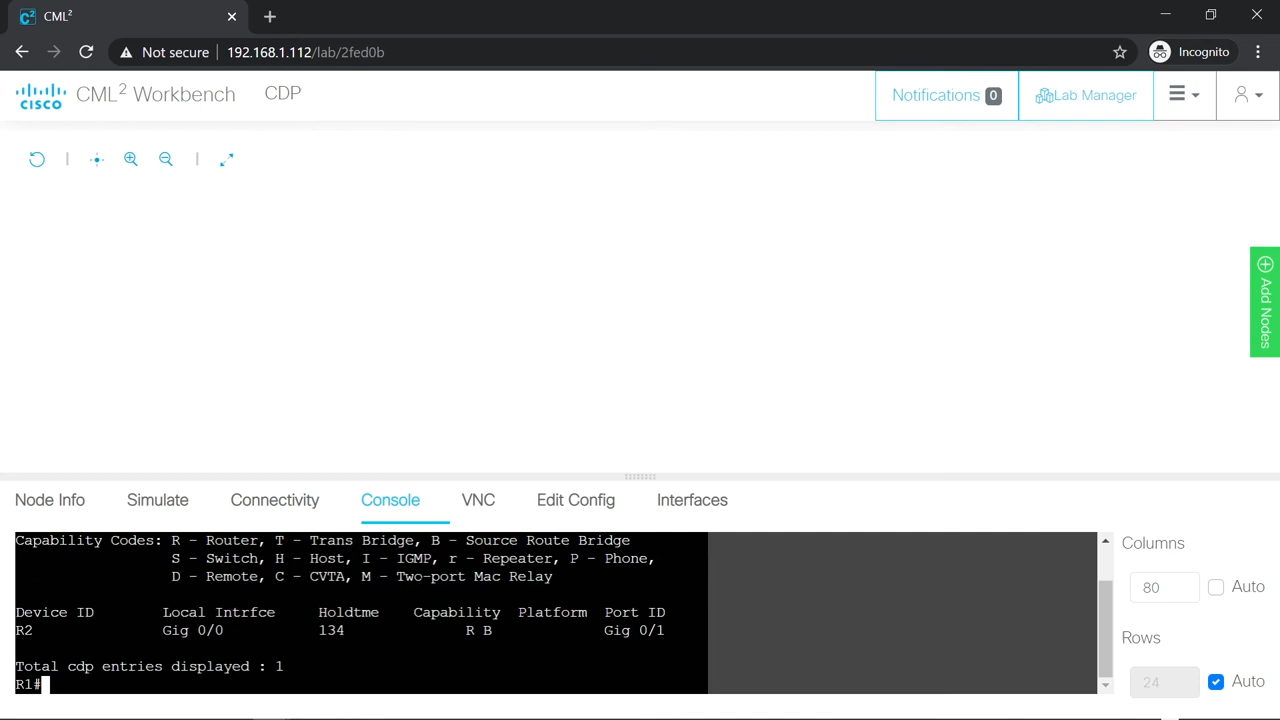 CML²
Not secure 192.168.1.112/lab/2fed0b Incognito
CISCO CML² Workbench CDP Notifications 0 Lab Manager
Add Nodes
Node Info Simulate Connectivity Console VNC Edit Config Interfaces
Capability Codes: R - Router, T - Trans Bridge, B - Source Route Bridge
S - Switch, H - Host, I - IGMP, r - Repeater, P - Phone,
D - Remote, C - CVTA, M - Two-port Mac Relay
Device ID Local Intrfce Holdtme Capability Platform Port ID
R2 Gig 0/0 134 R B Gig 0/1
Total cdp entries displayed : 1
R1#
Columns
80 Auto
Rows
24 Auto